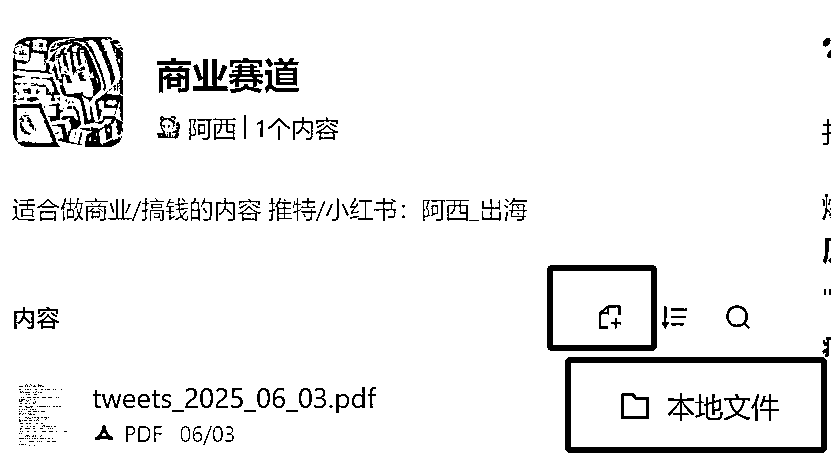 商业赛道
阿西 | 1个内容
适合做商业/搞钱的内容 推特/小红书：阿西_出海
内容
tweets_2025_06_03.pdf
本地文件
PDF 06/03